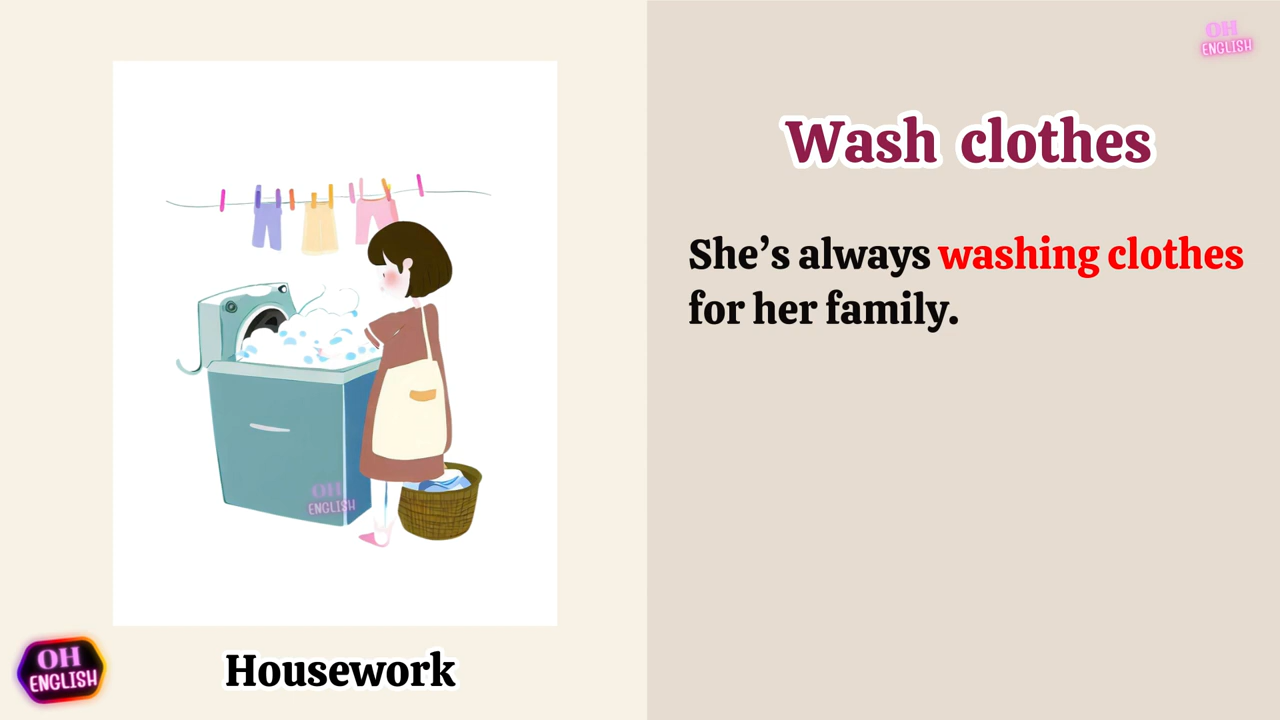 OH
ENGLISH
Wash clothes
She’s always washing clothes
for her family.
OH
ENGLISH
Housework
OH
ENGLISH